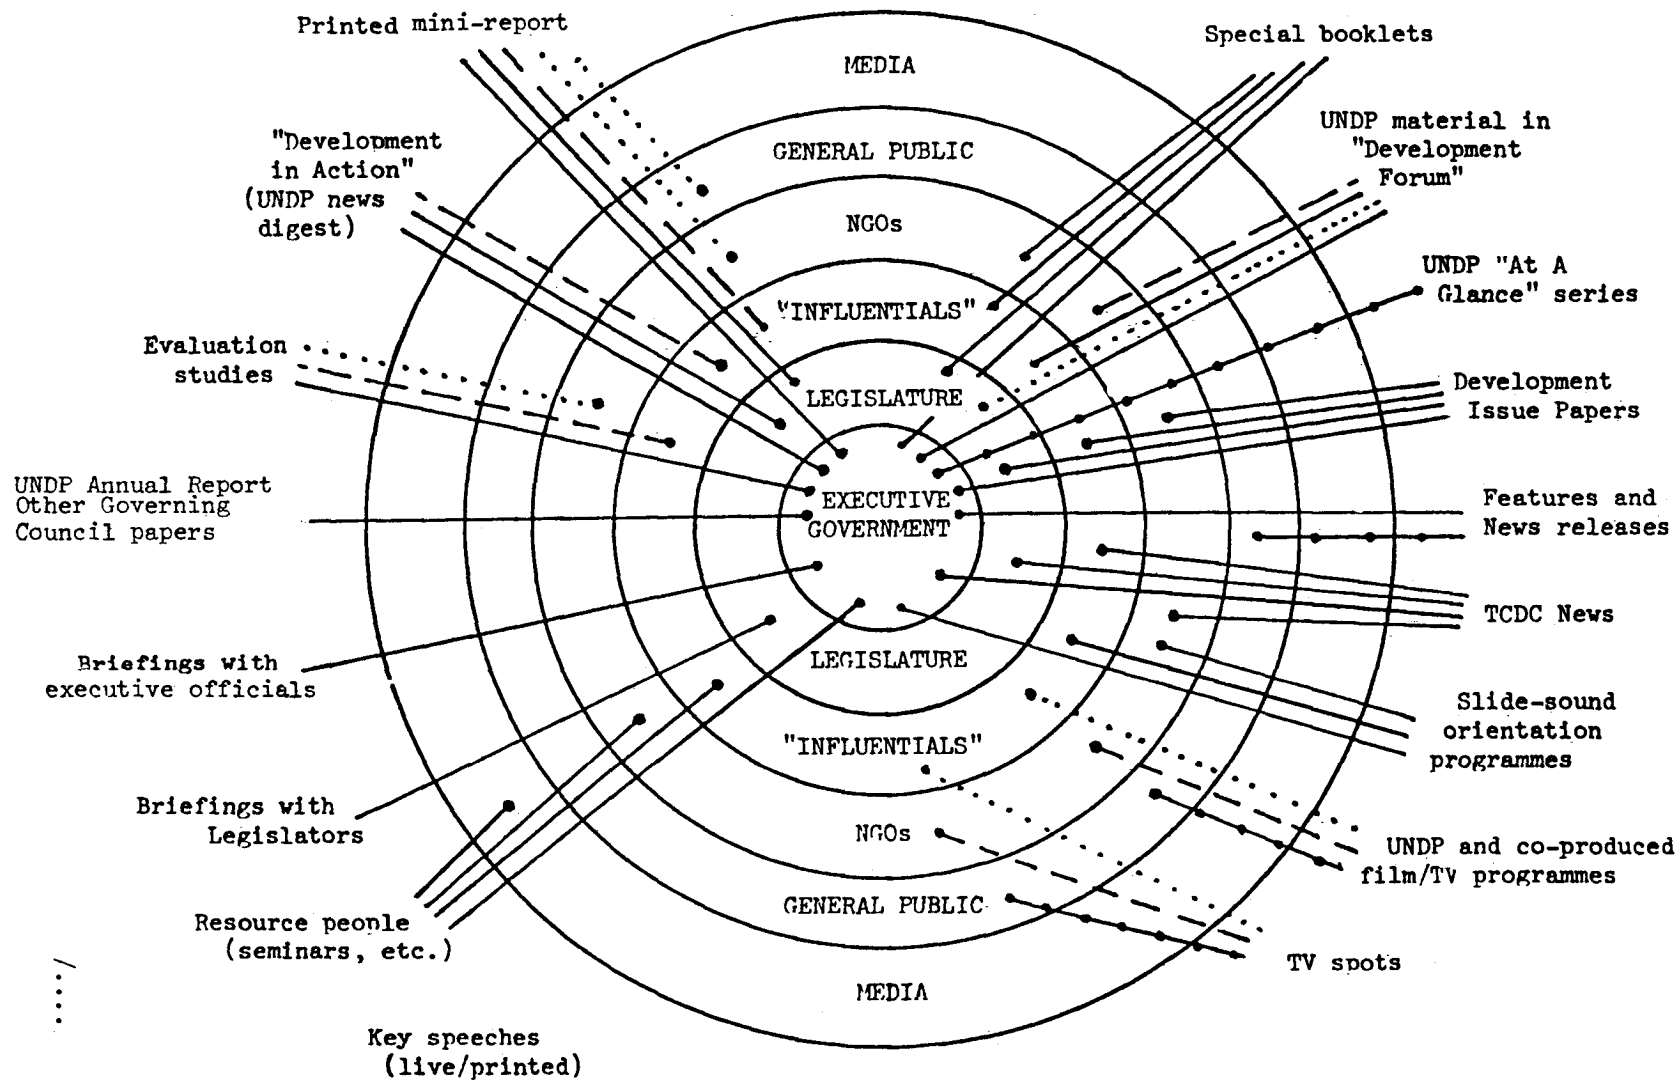 Printed mini-report
Special booklets
MEDIA
"Development
in Action"
(UNDP news
digest)
GENERAL PUBLIC
UNDP material in
"Development
Forum"
NGOs
UNDP "At A
Glance" series
"INFLUENTIALS"
Evaluation
studies
LEGISLATURE
Development
Issue Papers
UNDP Annual Report
Other Governing
Council papers
EXECUTIVE
GOVERNMENT
Features and
News releases
TCDC News
Briefings with
executive officials
LEGISLATURE
Slide-sound
orientation
programmes
"INFLUENTIALS"
Briefings with
Legislators
NGOs
UNDP and co-produced
film/TV programmes
GENERAL PUBLIC
Resource people
(seminars, etc.)
TV spots
MEDIA
Key speeches
(live/printed)